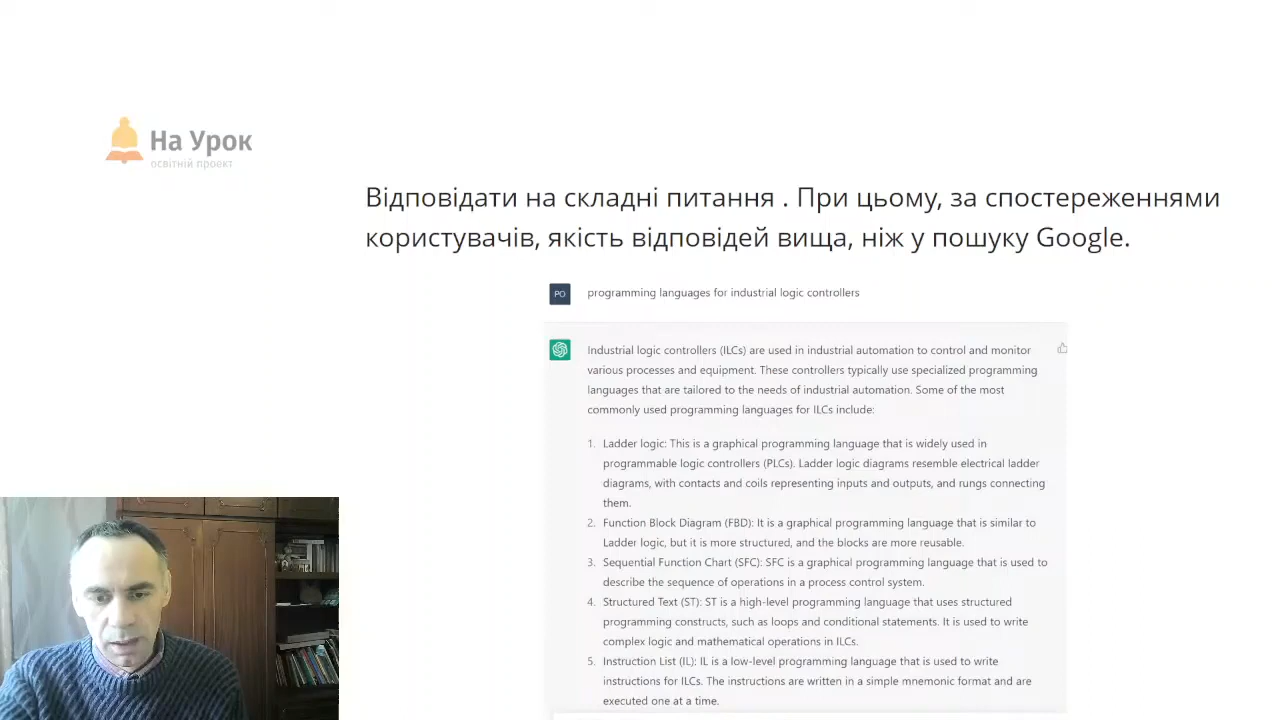 На Урок
освітній проект
Відповідати на складні питання . При цьому, за спостереженнями
користувачів, якість відповідей вища, ніж у пошуку Google.
PO
programming languages for industrial logic controllers
Industrial logic controllers (ILCs) are used in industrial automation to control and monitor
various processes and equipment. These controllers typically use specialized programming
languages that are tailored to the needs of industrial automation. Some of the most
commonly used programming languages for ILCs include:
1. Ladder logic: This is a graphical programming language that is widely used in
programmable logic controllers (PLCs). Ladder logic diagrams resemble electrical ladder
diagrams, with contacts and coils representing inputs and outputs, and rungs connecting
them.
2. Function Block Diagram (FBD): It is a graphical programming language that is similar to
Ladder logic, but it is more structured, and the blocks are more reusable.
3. Sequential Function Chart (SFC): SFC is a graphical programming language that is used to
describe the sequence of operations in a process control system.
4. Structured Text (ST): ST is a high-level programming language that uses structured
programming constructs, such as loops and conditional statements. It is used to write
complex logic and mathematical operations in ILCs.
5. Instruction List (IL): IL is a low-level programming language that is used to write
instructions for ILCs. The instructions are written in a simple mnemonic format and are
executed one at a time.